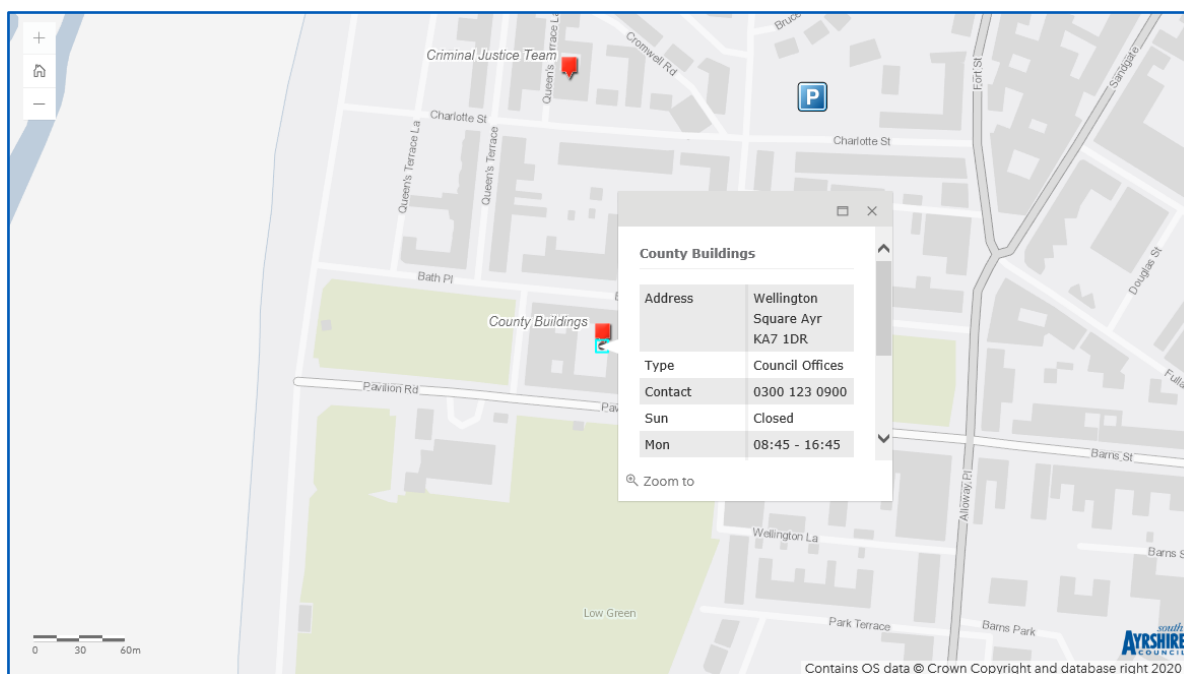 Queen's Terrace La
Cromwell Rd
Bruce
Criminal Justice Team
P
Fort St
Sandgate
Charlotte St
Charlotte St
Queen's Terrace La
Queen's Terrace
Douglas St
Bath Pl
County Buildings
County Buildings
Address Wellington
Square Ayr
KA7 1DR
Type Council Offices
Contact 0300 123 0900
Sun Closed
Mon 08:45 - 16:45
Zoom to
Fulla
Pavilion Rd
Pav
Barns St
Alloway Pl
Wellington La
Barns S
Low Green
Park Terrace
Barns Park
0 30 60m
south
AYRSHIRE
COUNCIL
Contains OS data © Crown Copyright and database right 2020